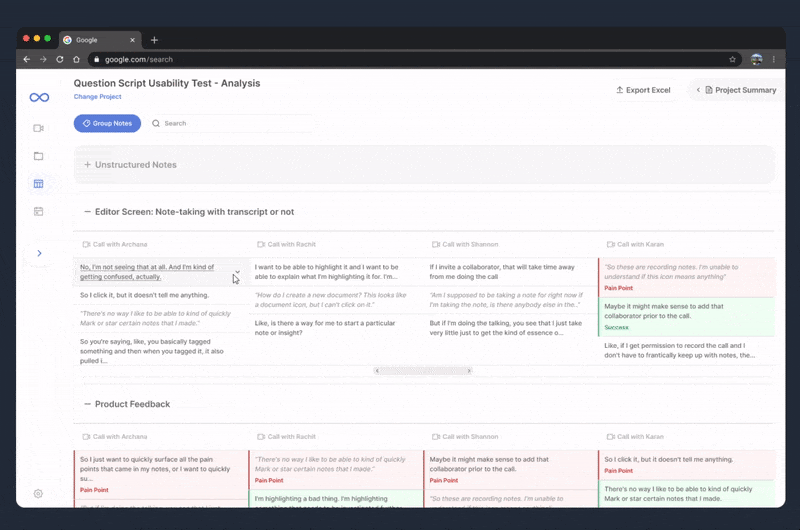 Google
google.com/search
Question Script Usability Test - Analysis
Change Project
Export Excel
Project Summary
Group Notes
Search
Unstructured Notes
Editor Screen: Note-taking with transcript or not
Call with Archana
Call with Rachit
Call with Shannon
Call with Karan
No, I'm not seeing that at all. And I'm kind of
getting confused, actually.
So I click it, but it doesn't tell me anything.
"There's no way I like to be able to kind of quickly
Mark or star certain notes that I made."
So you're saying, like, you basically tagged
something and then when you tagged it, it also
pulled i...
I want to be able to highlight it and I want to be
able to explain what I'm highlighting it for. I'm...
"How do I create a new document? This looks like
a document icon, but I can't click on it."
Like, is there a way for me to start a particular
note or insight?
If I invite a collaborator, that will take time away
from me doing the call
"Am I supposed to be taking a note for right now if
I'm taking the note, is there anybody else in the..."
But if I'm doing the talking, you see that I just take
very little just to get the kind of essence o...
"So these are recording notes. I'm unable to
understand if this icon means anything"
Pain Point
Maybe it might make sense to add that
collaborator prior to the call.
Success
Like, if I get permission to record the call and I
don't have to frantically keep up with notes, the...
Product Feedback
Call with Archana
Call with Rachit
Call with Shannon
Call with Karan
So I just want to quickly surface all the pain
points that came in my notes, or I want to quickly
su...
Pain Point
"There's no way I like to be able to kind of quickly
Mark or star certain notes that I made."
Pain Point
I'm highlighting a bad thing. I'm highlighting
Maybe it might make sense to add that
collaborator prior to the call.
Pain Point
"So these are recording notes. I'm unable to
So I click it, but it doesn't tell me anything.
Pain Point
There's no way I like to be able to kind of quickly
Mark or star certain notes that I made.